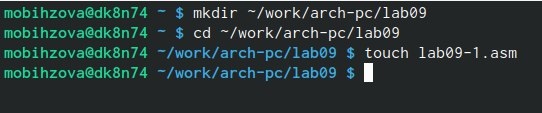 mobihzova@dk8n74 ~ $ mkdir ~/work/arch-pc/lab09
mobihzova@dk8n74 ~ $ cd ~/work/arch-pc/lab09
mobihzova@dk8n74 ~/work/arch-pc/lab09 $ touch lab09-1.asm
mobihzova@dk8n74 ~/work/arch-pc/lab09 $